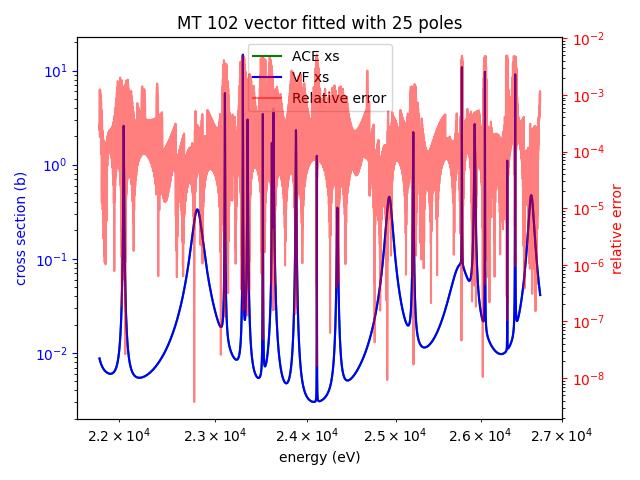 MT 102 vector fitted with 25 poles
ACE xs
VF xs
Relative error
cross section (b)
10¹
10⁰
10⁻¹
10⁻²
10⁻²
10⁻³
10⁻⁴
10⁻⁵
10⁻⁶
10⁻⁷
10⁻⁸
relative error
2.2 × 10⁴ 2.3 × 10⁴ 2.4 × 10⁴ 2.5 × 10⁴ 2.6 × 10⁴ 2.7 × 10⁴
energy (eV)